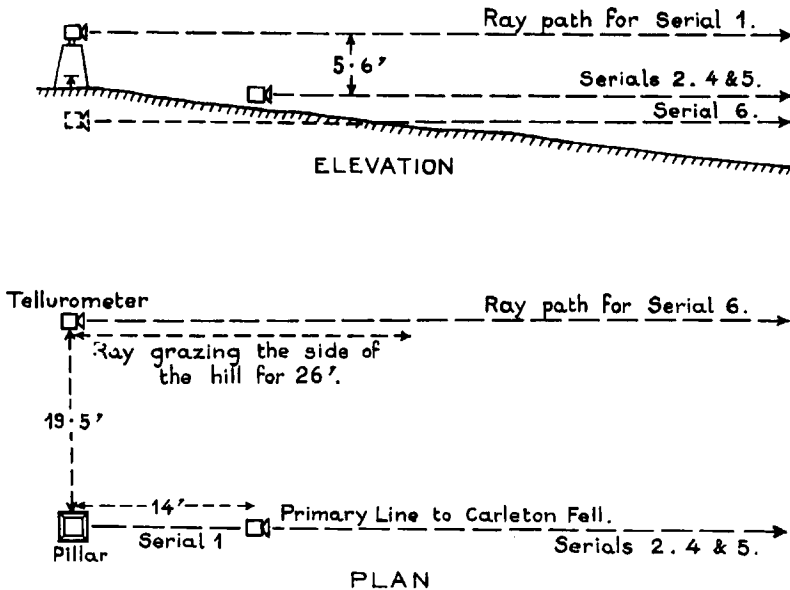 Ray path for Serial 1.
5·6'
Serials 2. 4 & 5.
Serial 6.
ELEVATION
Tellurometer
Ray path for Serial 6.
Ray grazing the side of
the hill for 26'.
19·5'
14'
Primary Line to Carleton Fell.
Serial 1
Serials 2. 4 & 5.
Pillar
PLAN